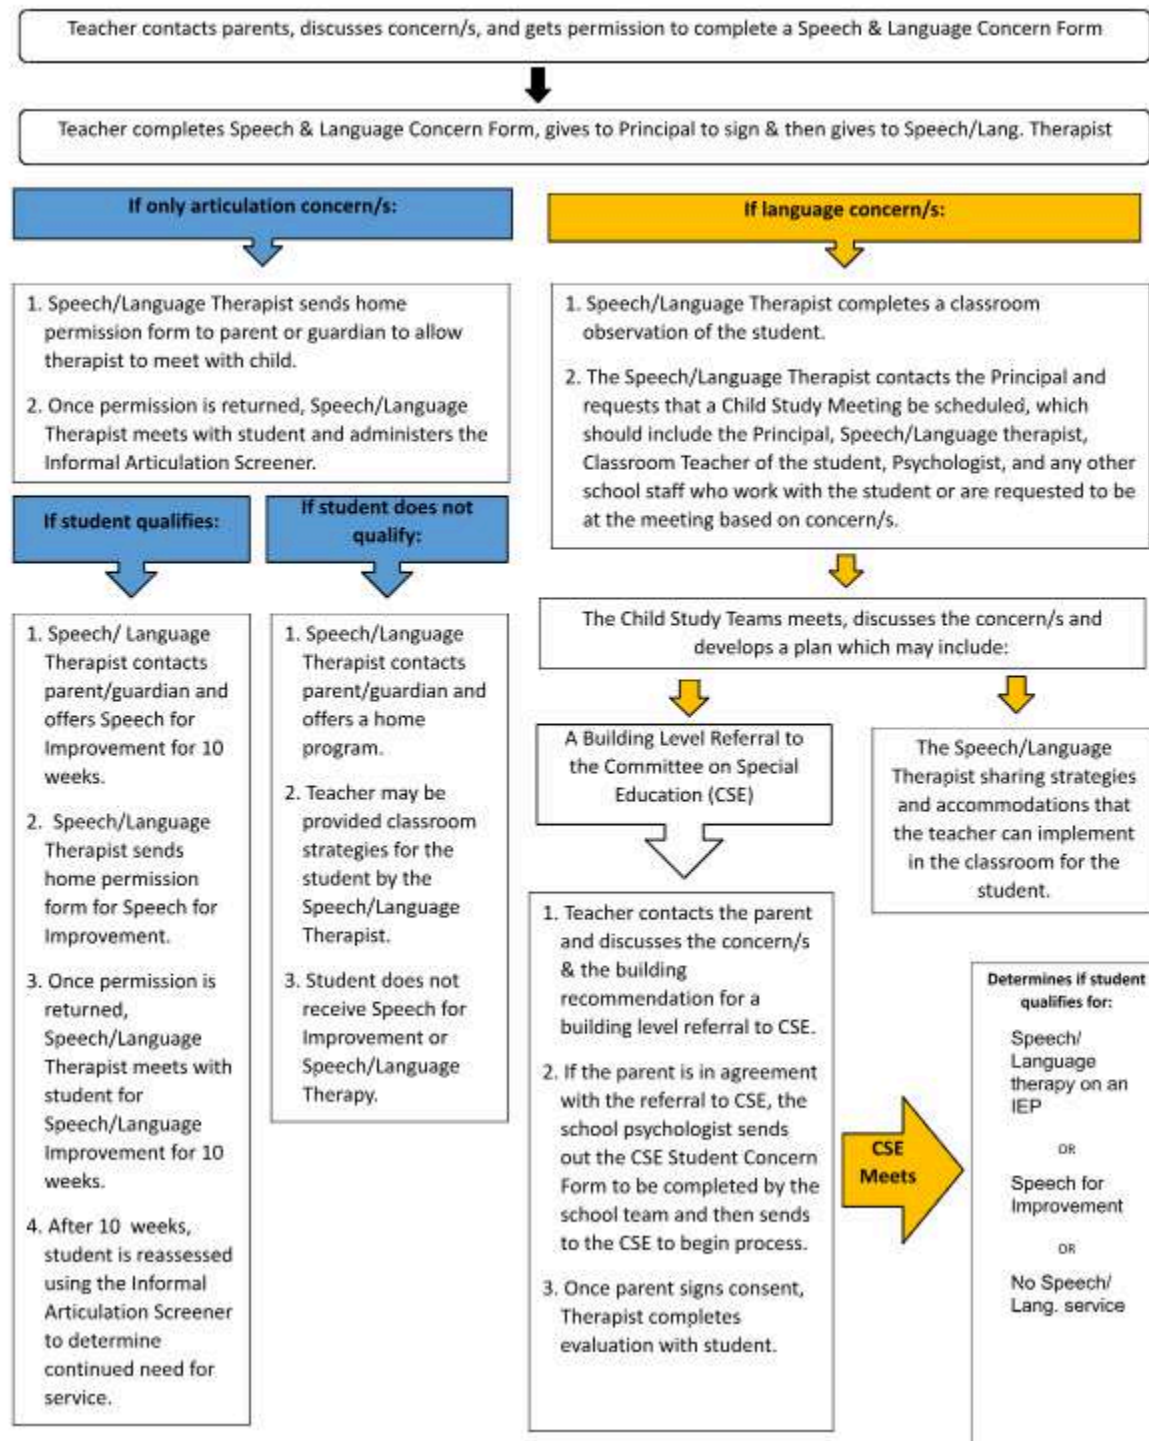 Teacher contacts parents, discusses concern/s, and gets permission to complete a Speech & Language Concern Form
Teacher completes Speech & Language Concern Form, gives to Principal to sign & then gives to Speech/Lang. Therapist
If only articulation concern/s:
1. Speech/Language Therapist sends home
permission form to parent or guardian to allow
therapist to meet with child.
2. Once permission is returned, Speech/Language
Therapist meets with student and administers the
Informal Articulation Screener.
If student qualifies:
1. Speech/ Language
Therapist contacts
parent/guardian and
offers Speech for
Improvement for 10
weeks.
2. Speech/Language
Therapist sends
home permission
form for Speech for
Improvement.
3. Once permission is
returned,
Speech/Language
Therapist meets with
student for
Speech/Language
Improvement for 10
weeks.
4. After 10 weeks,
student is reassessed
using the Informal
Articulation Screener
to determine
continued need for
service.
If student does not
qualify:
1. Speech/Language
Therapist contacts
parent/guardian and
offers a home
program.
2. Teacher may be
provided classroom
strategies for the
student by the
Speech/Language
Therapist.
3. Student does not
receive Speech for
Improvement or
Speech/Language
Therapy.
If language concern/s:
1. Speech/Language Therapist completes a classroom
observation of the student.
2. The Speech/Language Therapist contacts the Principal and
requests that a Child Study Meeting be scheduled, which
should include the Principal, Speech/Language therapist,
Classroom Teacher of the student, Psychologist, and any other
school staff who work with the student or are requested to be
at the meeting based on concern/s.
The Child Study Teams meets, discusses the concern/s and
develops a plan which may include:
A Building Level Referral to
the Committee on Special
Education (CSE)
The Speech/Language
Therapist sharing strategies
and accommodations that
the teacher can implement
in the classroom for the
student.
1. Teacher contacts the parent
and discusses the concern/s
& the building
recommendation for a
building level referral to CSE.
2. If the parent is in agreement
with the referral to CSE, the
school psychologist sends
out the CSE Student Concern
Form to be completed by the
school team and then sends
to the CSE to begin process.
3. Once parent signs consent,
Therapist completes
evaluation with student.
CSE
Meets
Determines if student
qualifies for:
Speech/
Language
therapy on an
IEP
OR
Speech for
Improvement
OR
No Speech/
Lang. service